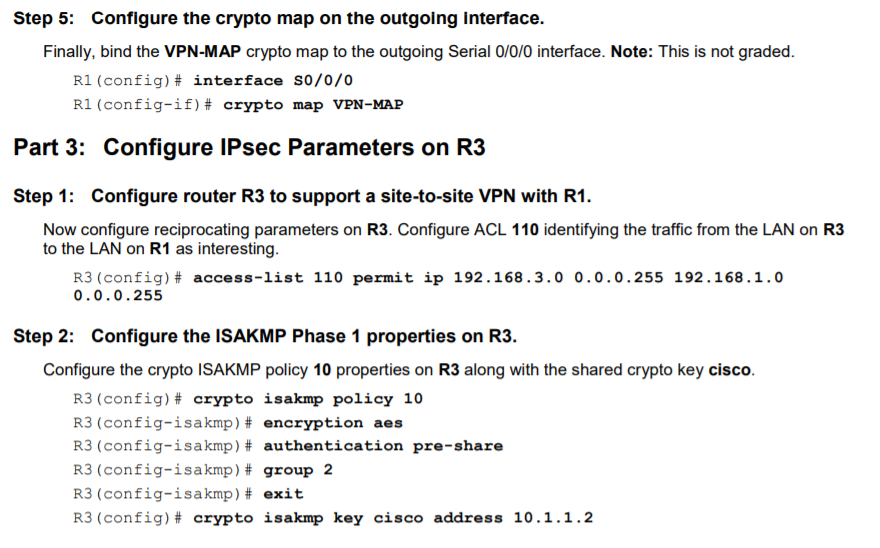 Step 5: Configure the crypto map on the outgoing interface.
Finally, bind the VPN-MAP crypto map to the outgoing Serial 0/0/0 interface. Note: This is not graded.
R1(config)# interface S0/0/0
R1(config-if)# crypto map VPN-MAP
Part 3: Configure IPsec Parameters on R3
Step 1: Configure router R3 to support a site-to-site VPN with R1.
Now configure reciprocating parameters on R3. Configure ACL 110 identifying the traffic from the LAN on R3
to the LAN on R1 as interesting.
R3(config)# access-list 110 permit ip 192.168.3.0 0.0.0.255 192.168.1.0
0.0.0.255
Step 2: Configure the ISAKMP Phase 1 properties on R3.
Configure the crypto ISAKMP policy 10 properties on R3 along with the shared crypto key cisco.
R3(config)# crypto isakmp policy 10
R3(config-isakmp)# encryption aes
R3(config-isakmp)# authentication pre-share
R3(config-isakmp)# group 2
R3(config-isakmp)# exit
R3(config)# crypto isakmp key cisco address 10.1.1.2